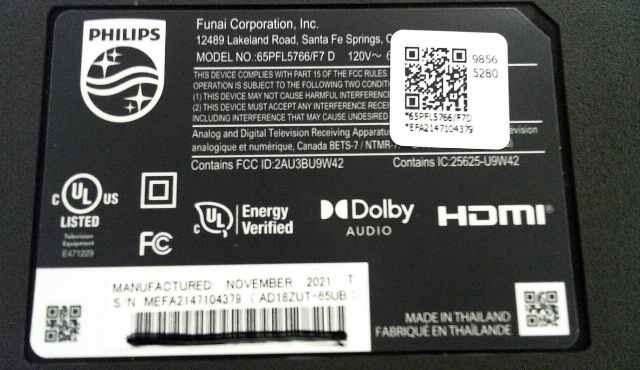 PHILIPS
Funai Corporation, Inc.
12489 Lakeland Road, Santa Fe Springs,
MODEL NO.:65PFL5766/F7 D 120V~
THIS DEVICE COMPLIES WITH PART 15 OF THE FCC RULES.
OPERATION IS SUBJECT TO THE FOLLOWING TWO
(1) THIS DEVICE MAY NOT CAUSE HARMFUL INTERFERENCE
(2) THIS DEVICE MUST ACCEPT ANY INTERFERENCE
INCLUDING INTERFERENCE THAT MAY CAUSE UNDESIRED
Analog and Digital Television Receiving
analogique et numérique, Canada BETS-7 /
Contains FCC ID:2AU3BU9W42 Contains IC:25625-U9W42
9856
5280
*65PFL5766/F7D
*EFA2147104379
C UL US
LISTED
Television
Equipment
E471229
FC
C UL Energy
Verified
Dolby
AUDIO
HDMI®
MANUFACTURED: NOVEMBER 2021 T
S/N MEFA2147104379 ( AD18ZUT-65UB )
MADE IN THAILAND
FABRIQUÉ EN THAÏLANDE